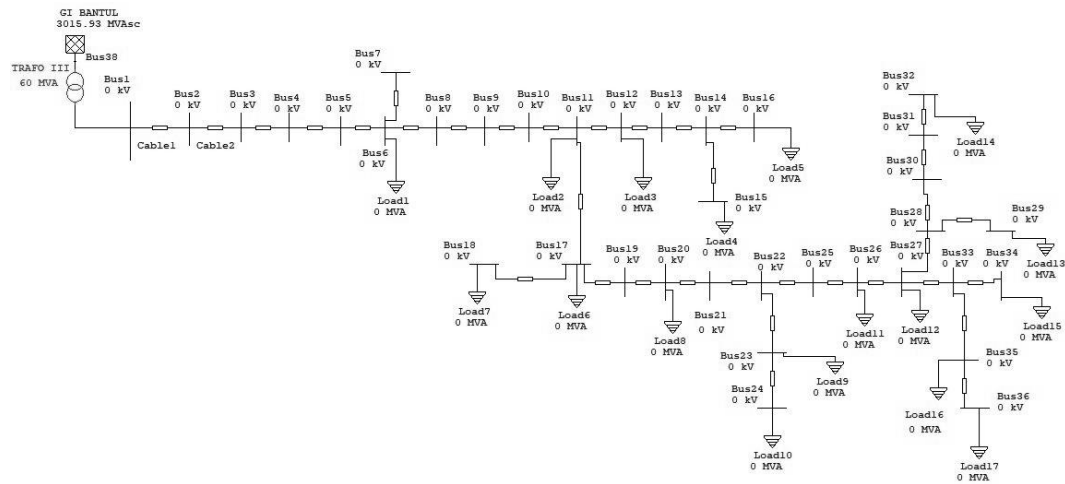 GI BANTUL
3015.93 MVAsc
Bus38
TRAFO III
60 MVA
Bus1
0 kV
Bus2
0 kV
Bus3
0 kV
Bus4
0 kV
Bus5
0 kV
Bus7
0 kV
Bus8
0 kV
Bus9
0 kV
Bus10
0 kV
Bus11
0 kV
Bus12
0 kV
Bus13
0 kV
Bus14
0 kV
Bus16
0 kV
Cable1
Cable2
Bus6
0 kV
Load1
0 MVA
Load2
0 MVA
Load3
0 MVA
Bus15
0 kV
Load4
0 MVA
Load5
0 MVA
Bus32
0 kV
Bus31
0 kV
Load14
0 MVA
Bus30
0 kV
Bus28
0 kV
Bus29
0 kV
Load13
0 MVA
Bus18
0 kV
Bus17
0 kV
Bus19
0 kV
Bus20
0 kV
Bus22
0 kV
Bus25
0 kV
Bus26
0 kV
Bus27
0 kV
Bus33
0 kV
Bus34
0 kV
Load7
0 MVA
Load6
0 MVA
Load8
0 MVA
Bus21
0 kV
Load11
0 MVA
Load12
0 MVA
Load15
0 MVA
Bus23
0 kV
Load9
0 MVA
Bus24
0 kV
Load10
0 MVA
Bus35
0 kV
Load16
0 MVA
Bus36
0 kV
Load17
0 MVA